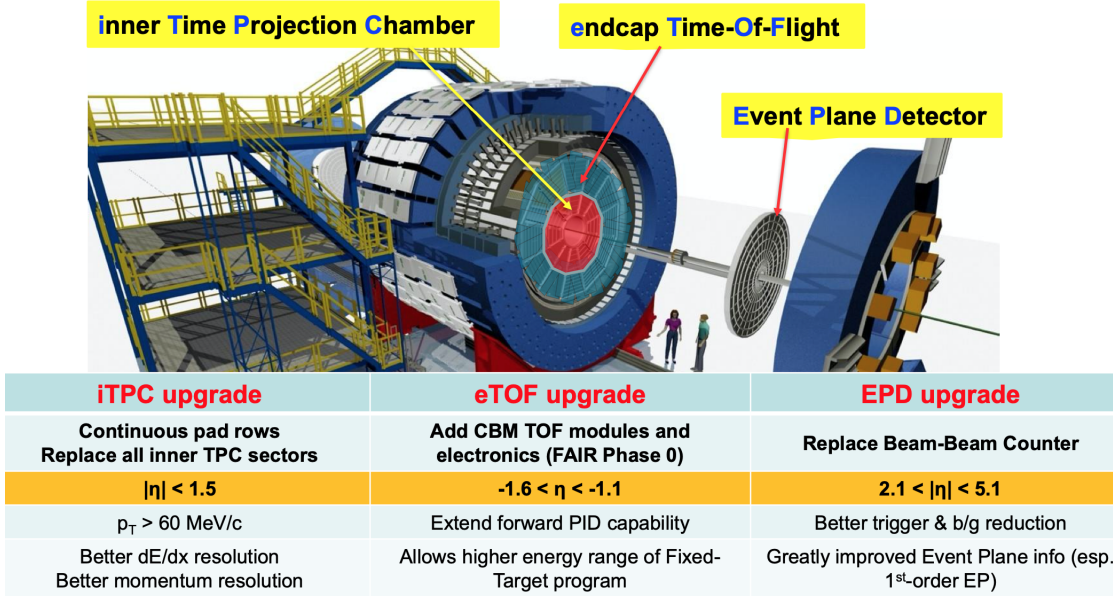 inner Time Projection Chamber
endcap Time-Of-Flight
Event Plane Detector
iTPC upgrade
eTOF upgrade
EPD upgrade
Continuous pad rows
Replace all inner TPC sectors
Add CBM TOF modules and
electronics (FAIR Phase 0)
Replace Beam-Beam Counter
|η| < 1.5
-1.6 < η < -1.1
2.1 < |η| < 5.1
pT > 60 MeV/c
Extend forward PID capability
Better trigger & b/g reduction
Better dE/dx resolution
Better momentum resolution
Allows higher energy range of Fixed-
Target program
Greatly improved Event Plane info (esp.
1st-order EP)